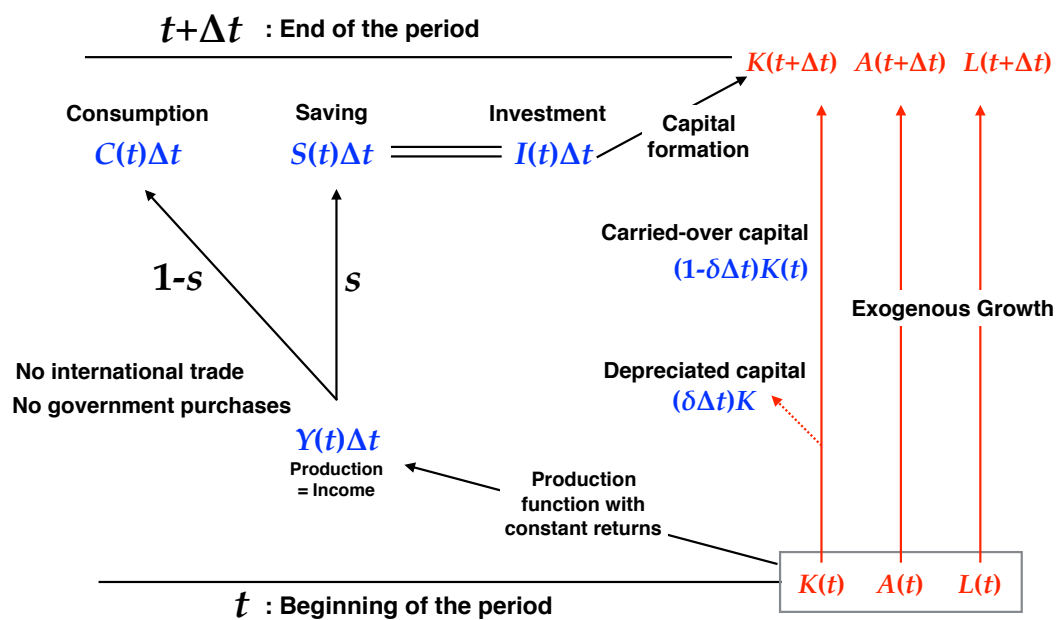 t+Δt : End of the period
K(t+Δt) A(t+Δt) L(t+Δt)
Consumption Saving Investment
Capital
formation
C(t)Δt S(t)Δt I(t)Δt
Carried-over capital
(1-δΔt)K(t)
1-s s
Exogenous Growth
No international trade
No government purchases
Depreciated capital
(δΔt)K
Y(t)Δt
Production
= Income
Production
function with
constant returns
K(t) A(t) L(t)
t : Beginning of the period